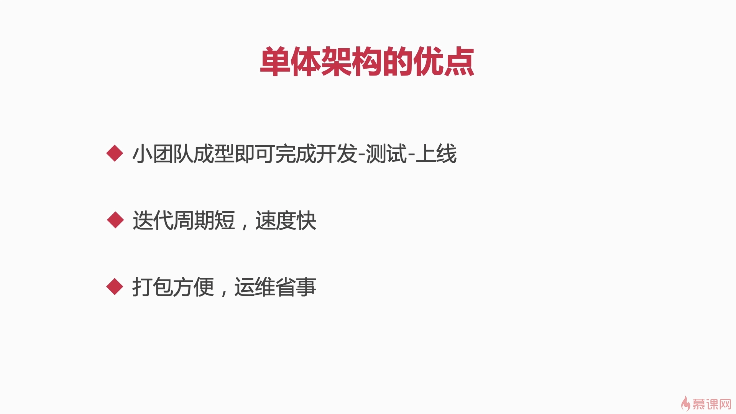 单体架构的优点
小团队成型即可完成开发-测试-上线
迭代周期短，速度快
打包方便，运维省事
慕课网